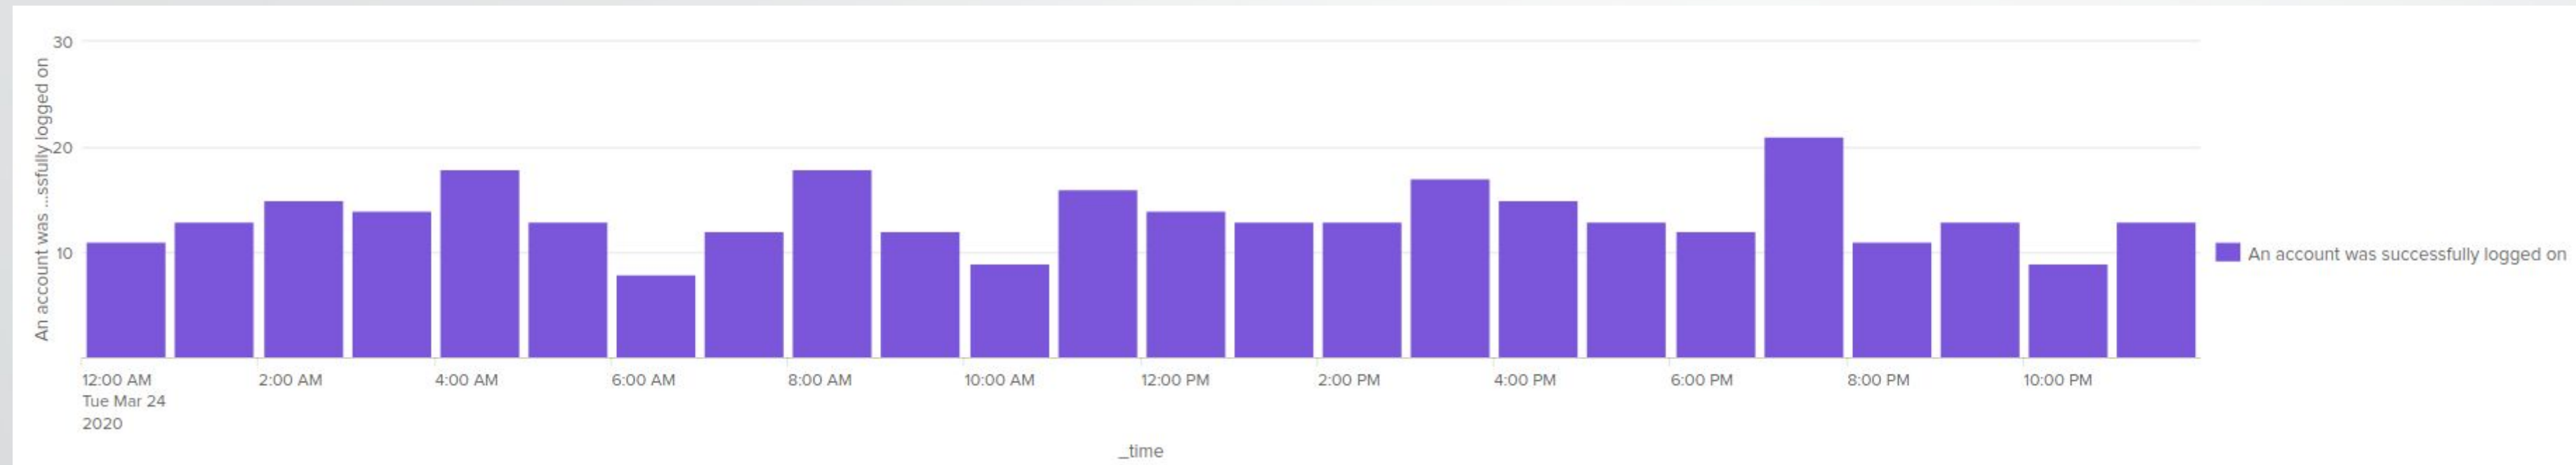 30
20
10
An account was ...ssfully logged on
12:00 AM
Tue Mar 24
2020
2:00 AM
4:00 AM
6:00 AM
8:00 AM
10:00 AM
12:00 PM
2:00 PM
4:00 PM
6:00 PM
8:00 PM
10:00 PM
_time
An account was successfully logged on